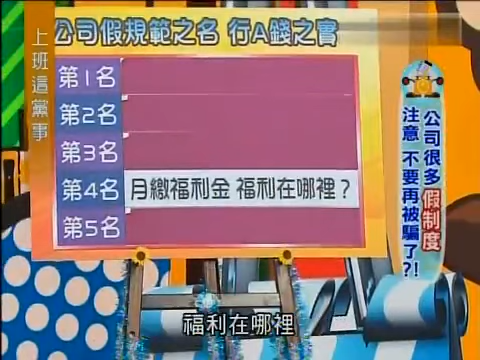 上班這黨事
公司假規範之名 行A錢之實
第1名
第2名
第3名
第4名 月繳福利金 福利在哪裡？
第5名
公司很多假制度
注意 不要再被騙了?!
福利在哪裡